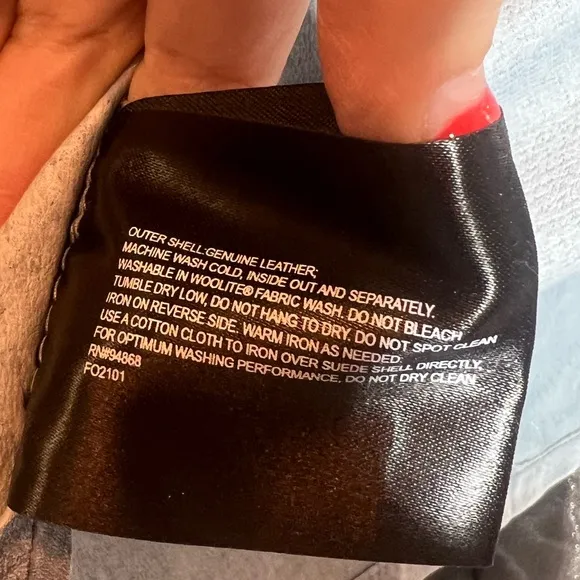 OUTER SHELL:GENUINE LEATHER;
MACHINE WASH COLD, INSIDE OUT AND SEPARATELY.
WASHABLE IN WOOLITE® FABRIC WASH. DO NOT BLEACH
TUMBLE DRY LOW, DO NOT HANG TO DRY. DO NOT SPOT CLEAN
IRON ON REVERSE SIDE. WARM IRON AS NEEDED:
USE A COTTON CLOTH TO IRON OVER SUEDE SHELL DIRECTLY,
FOR OPTIMUM WASHING PERFORMANCE, DO NOT DRY CLEAN
RN#94868
FO2101